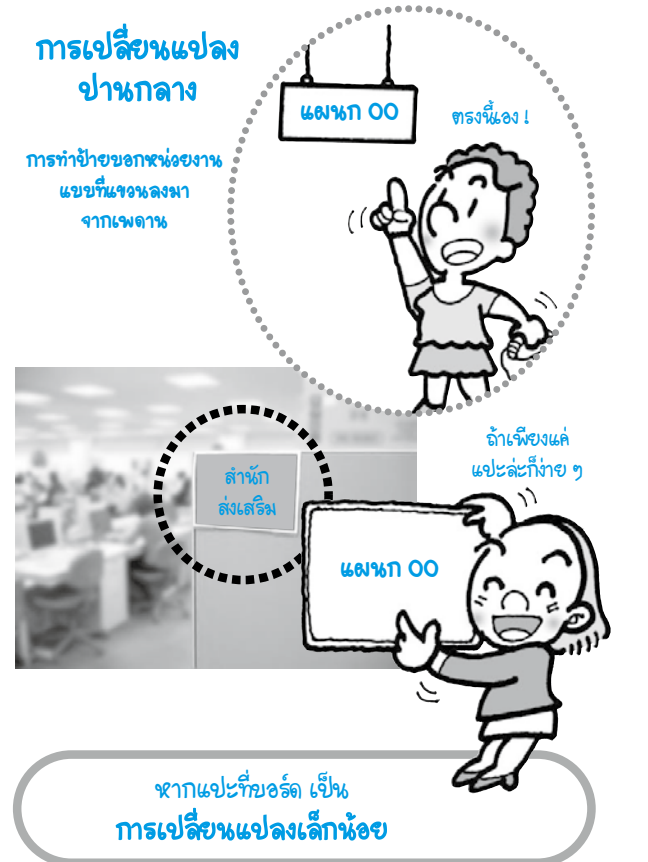 การเปลี่ยนแปลง
ปานกลาง
การทำป้ายบอกหน่วยงาน
แบบที่แขวนลงมา
จากเพดาน
แผนก OO
ตรงนี้เอง !
สำนัก
ส่งเสริม
ถ้าเพียงแค่
แปะล่ะก็ง่าย ๆ
แผนก OO
หากแปะที่บอร์ด เป็น
การเปลี่ยนแปลงเล็กน้อย